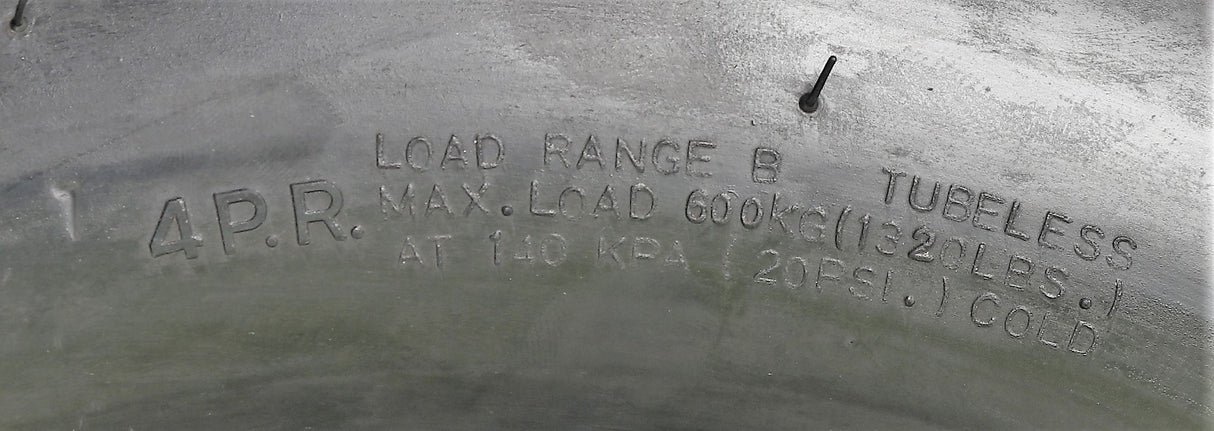 4P.R.
LOAD RANGE B TUBELESS
MAX. LOAD 600KG (1320LBS.)
AT 140 KPA (20PSI.) COLD